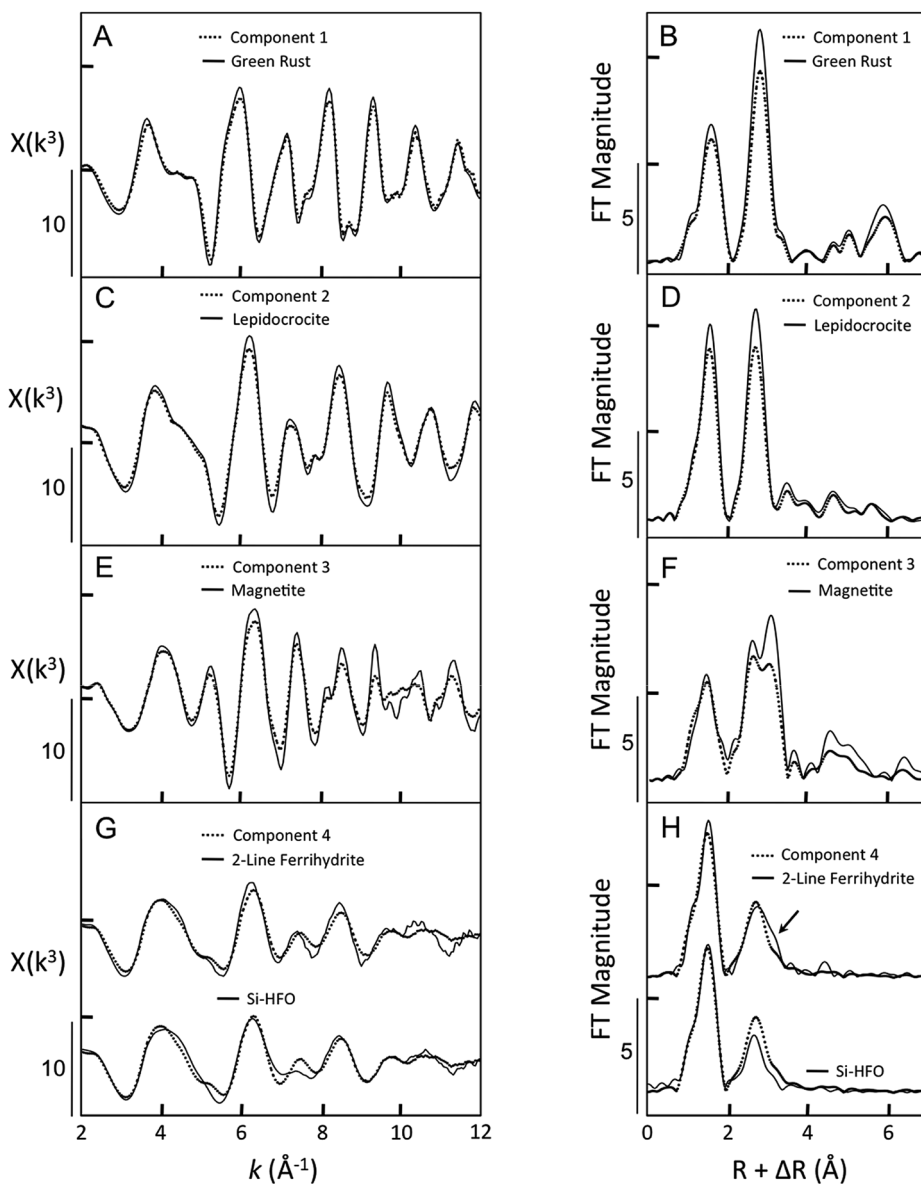 A
Component 1
Green Rust
X(k³)
10
B
Component 1
Green Rust
FT Magnitude
5
C
Component 2
Lepidocrocite
X(k³)
10
D
Component 2
Lepidocrocite
FT Magnitude
5
E
Component 3
Magnetite
X(k³)
10
F
Component 3
Magnetite
FT Magnitude
5
G
Component 4
2-Line Ferrihydrite
X(k³)
Si-HFO
10
2 4 6 8 10 12
k (Å⁻¹)
H
Component 4
2-Line Ferrihydrite
FT Magnitude
5
Si-HFO
0 2 4 6
R + ΔR (Å)